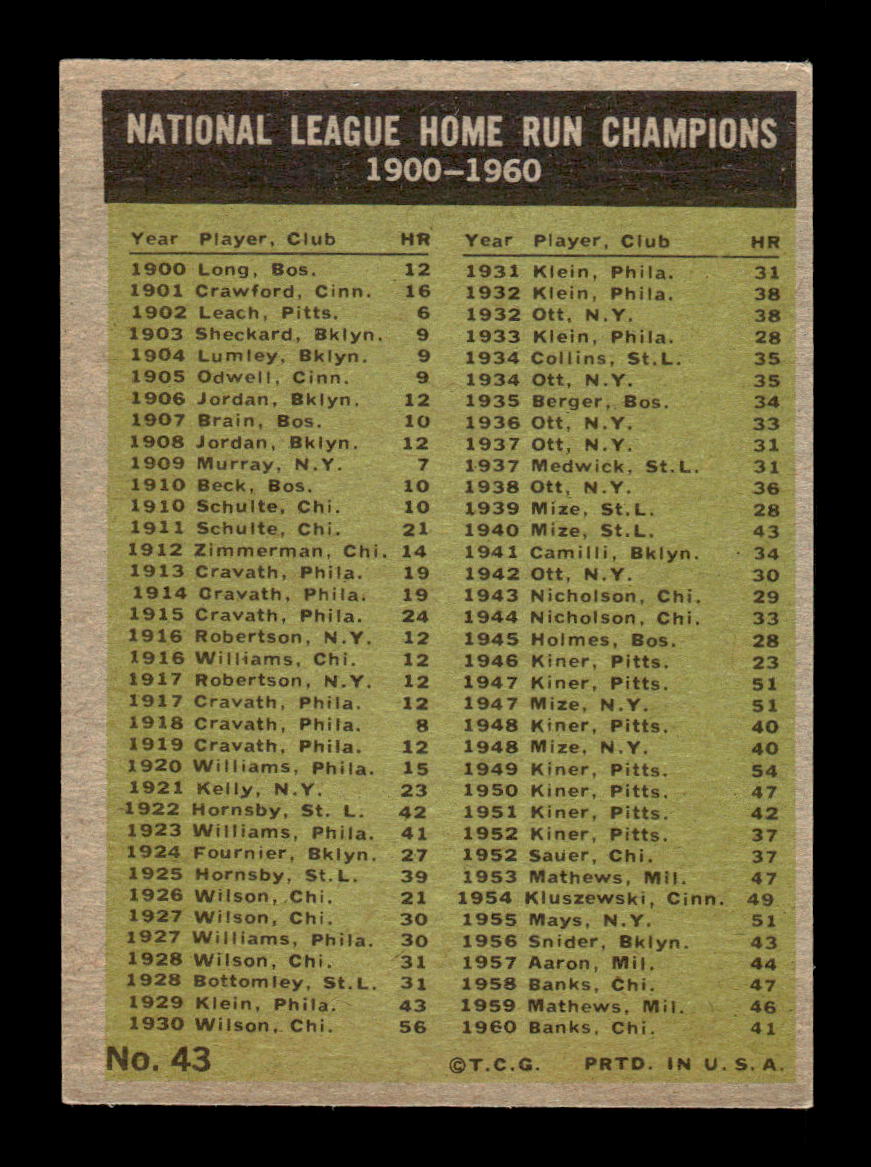 NATIONAL LEAGUE HOME RUN CHAMPIONS
1900–1960
Year Player, Club HR
1900 Long, Bos. 12
1901 Crawford, Cinn. 16
1902 Leach, Pitts. 6
1903 Sheckard, Bklyn. 9
1904 Lumley, Bklyn. 9
1905 Odwell, Cinn. 9
1906 Jordan, Bklyn. 12
1907 Brain, Bos. 10
1908 Jordan, Bklyn. 12
1909 Murray, N.Y. 7
1910 Beck, Bos. 10
1910 Schulte, Chi. 10
1911 Schulte, Chi. 21
1912 Zimmerman, Chi. 14
1913 Cravath, Phila. 19
1914 Cravath, Phila. 19
1915 Cravath, Phila. 24
1916 Robertson, N.Y. 12
1916 Williams, Chi. 12
1917 Robertson, N.Y. 12
1917 Cravath, Phila. 12
1918 Cravath, Phila. 8
1919 Cravath, Phila. 12
1920 Williams, Phila. 15
1921 Kelly, N.Y. 23
1922 Hornsby, St. L. 42
1923 Williams, Phila. 41
1924 Fournier, Bklyn. 27
1925 Hornsby, St.L. 39
1926 Wilson, Chi. 21
1927 Wilson, Chi. 30
1927 Williams, Phila. 30
1928 Wilson, Chi. 31
1928 Bottomley, St.L. 31
1929 Klein, Phila. 43
1930 Wilson, Chi. 56
Year Player, Club HR
1931 Klein, Phila. 31
1932 Klein, Phila. 38
1932 Ott, N.Y. 38
1933 Klein, Phila. 28
1934 Collins, St.L. 35
1934 Ott, N.Y. 35
1935 Berger, Bos. 34
1936 Ott, N.Y. 33
1937 Ott, N.Y. 31
1937 Medwick, St.L. 31
1938 Ott, N.Y. 36
1939 Mize, St.L. 28
1940 Mize, St.L. 43
1941 Camilli, Bklyn. 34
1942 Ott, N.Y. 30
1943 Nicholson, Chi. 29
1944 Nicholson, Chi. 33
1945 Holmes, Bos. 28
1946 Kiner, Pitts. 23
1947 Kiner, Pitts. 51
1947 Mize, N.Y. 51
1948 Kiner, Pitts. 40
1948 Mize, N.Y. 40
1949 Kiner, Pitts. 54
1950 Kiner, Pitts. 47
1951 Kiner, Pitts. 42
1952 Kiner, Pitts. 37
1952 Sauer, Chi. 37
1953 Mathews, Mil. 47
1954 Kluszewski, Cinn. 49
1955 Mays, N.Y. 51
1956 Snider, Bklyn. 43
1957 Aaron, Mil. 44
1958 Banks, Chi. 47
1959 Mathews, Mil. 46
1960 Banks, Chi. 41
No. 43 ©T.C.G. PRTD. IN U.S.A.